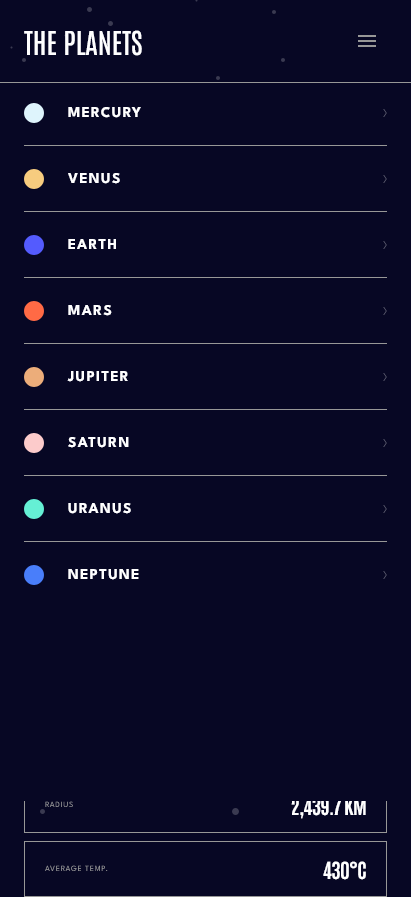 THE PLANETS
MERCURY
VENUS
EARTH
MARS
JUPITER
SATURN
URANUS
NEPTUNE
RADIUS 2,439.7 KM
AVERAGE TEMP. 430°C